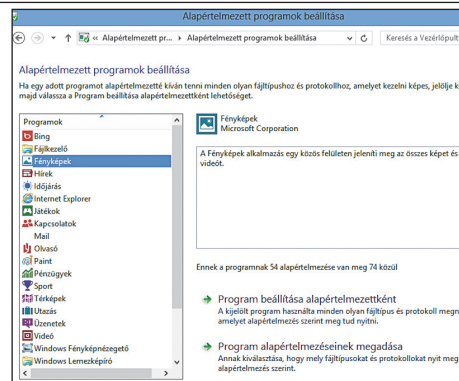 Alapértelmezett programok beállítása
« Alapértelmezett pr... ▸ Alapértelmezett programok beállítása
Keresés a Vezérlőpult
Alapértelmezett programok beállítása
Ha egy adott programot alapértelmezetté kíván tenni minden olyan fájltípushoz és protokollhoz, amelyet kezelni képes, jelölje k
majd válassza a Program beállítása alapértelmezettként lehetőséget.
Programok
Bing
Fájlkezelő
Fényképek
Hírek
Időjárás
Internet Explorer
Játékok
Kapcsolatok
Mail
Olvasó
Paint
Pénzügyek
Sport
Térképek
Utazás
Üzenetek
Videó
Windows Fényképnézegető
Windows Lemezképíró
Fényképek
Microsoft Corporation
A Fényképek alkalmazás egy közös felületen jeleníti meg az összes képet és
videót.
Ennek a programnak 54 alapértelmezése van meg 74 közül
Program beállítása alapértelmezettként
A kijelölt program használta minden olyan fájltípus és protokoll megn
amelyet alapértelmezés szerint meg tud nyitni.
Program alapértelmezéseinek megadása
Annak kiválasztása, hogy mely fájltípusokat és protokollokat nyit meg
alapértelmezés szerint.